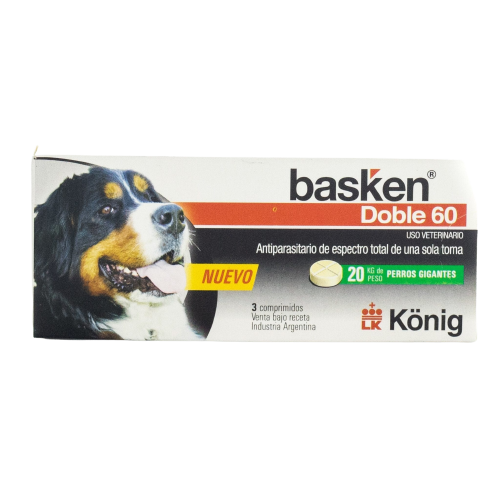 basken®
Doble 60
USO VETERINARIO
Antiparasitario de espectro total de una sola toma
NUEVO
20 KG de PESO PERROS GIGANTES
3 comprimidos
Venta bajo receta
Industria Argentina
LK König